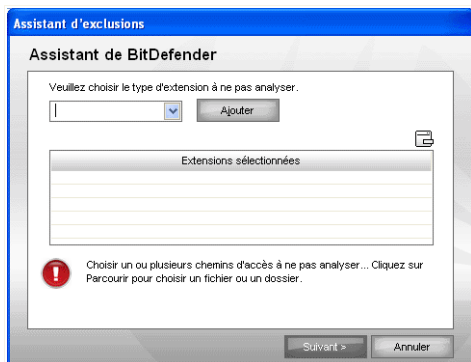 Assistant d'exclusions
Assistant de BitDefender
Veuillez choisir le type d'extension à ne pas analyser.
Ajouter
Extensions sélectionnées
Choisir un ou plusieurs chemins d'accès à ne pas analyser... Cliquez sur
Parcourir pour choisir un fichier ou un dossier.
Suivant >
Annuler